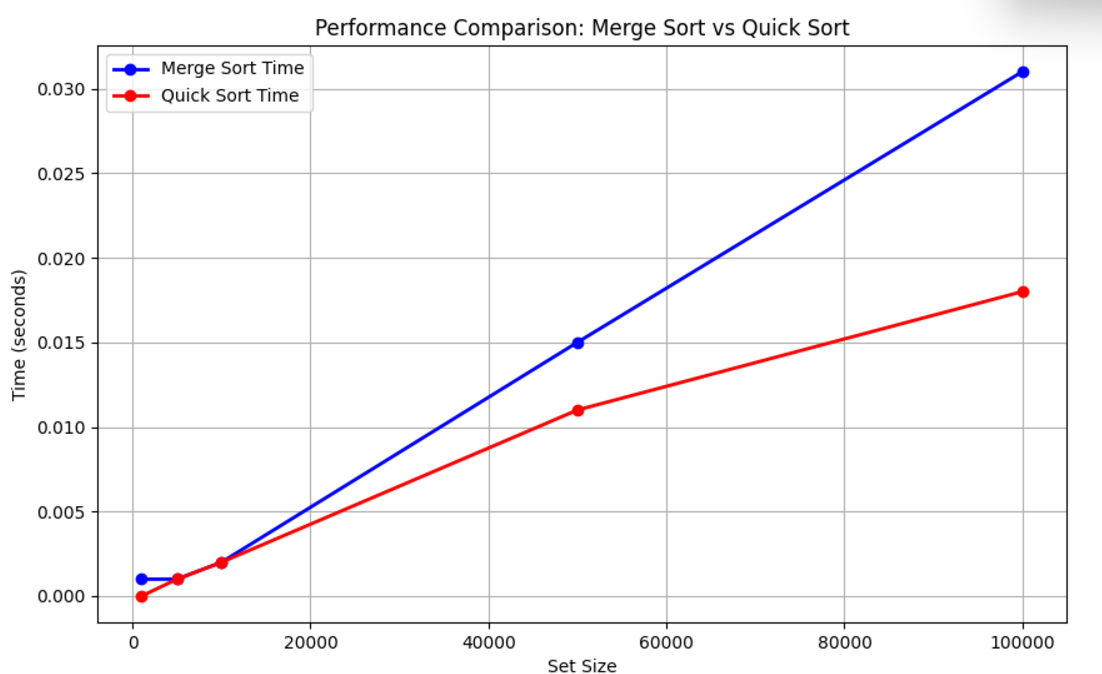 Performance Comparison: Merge Sort vs Quick Sort
Merge Sort Time
Quick Sort Time
Time (seconds)
0.030
0.025
0.020
0.015
0.010
0.005
0.000
0
20000
40000
60000
80000
100000
Set Size